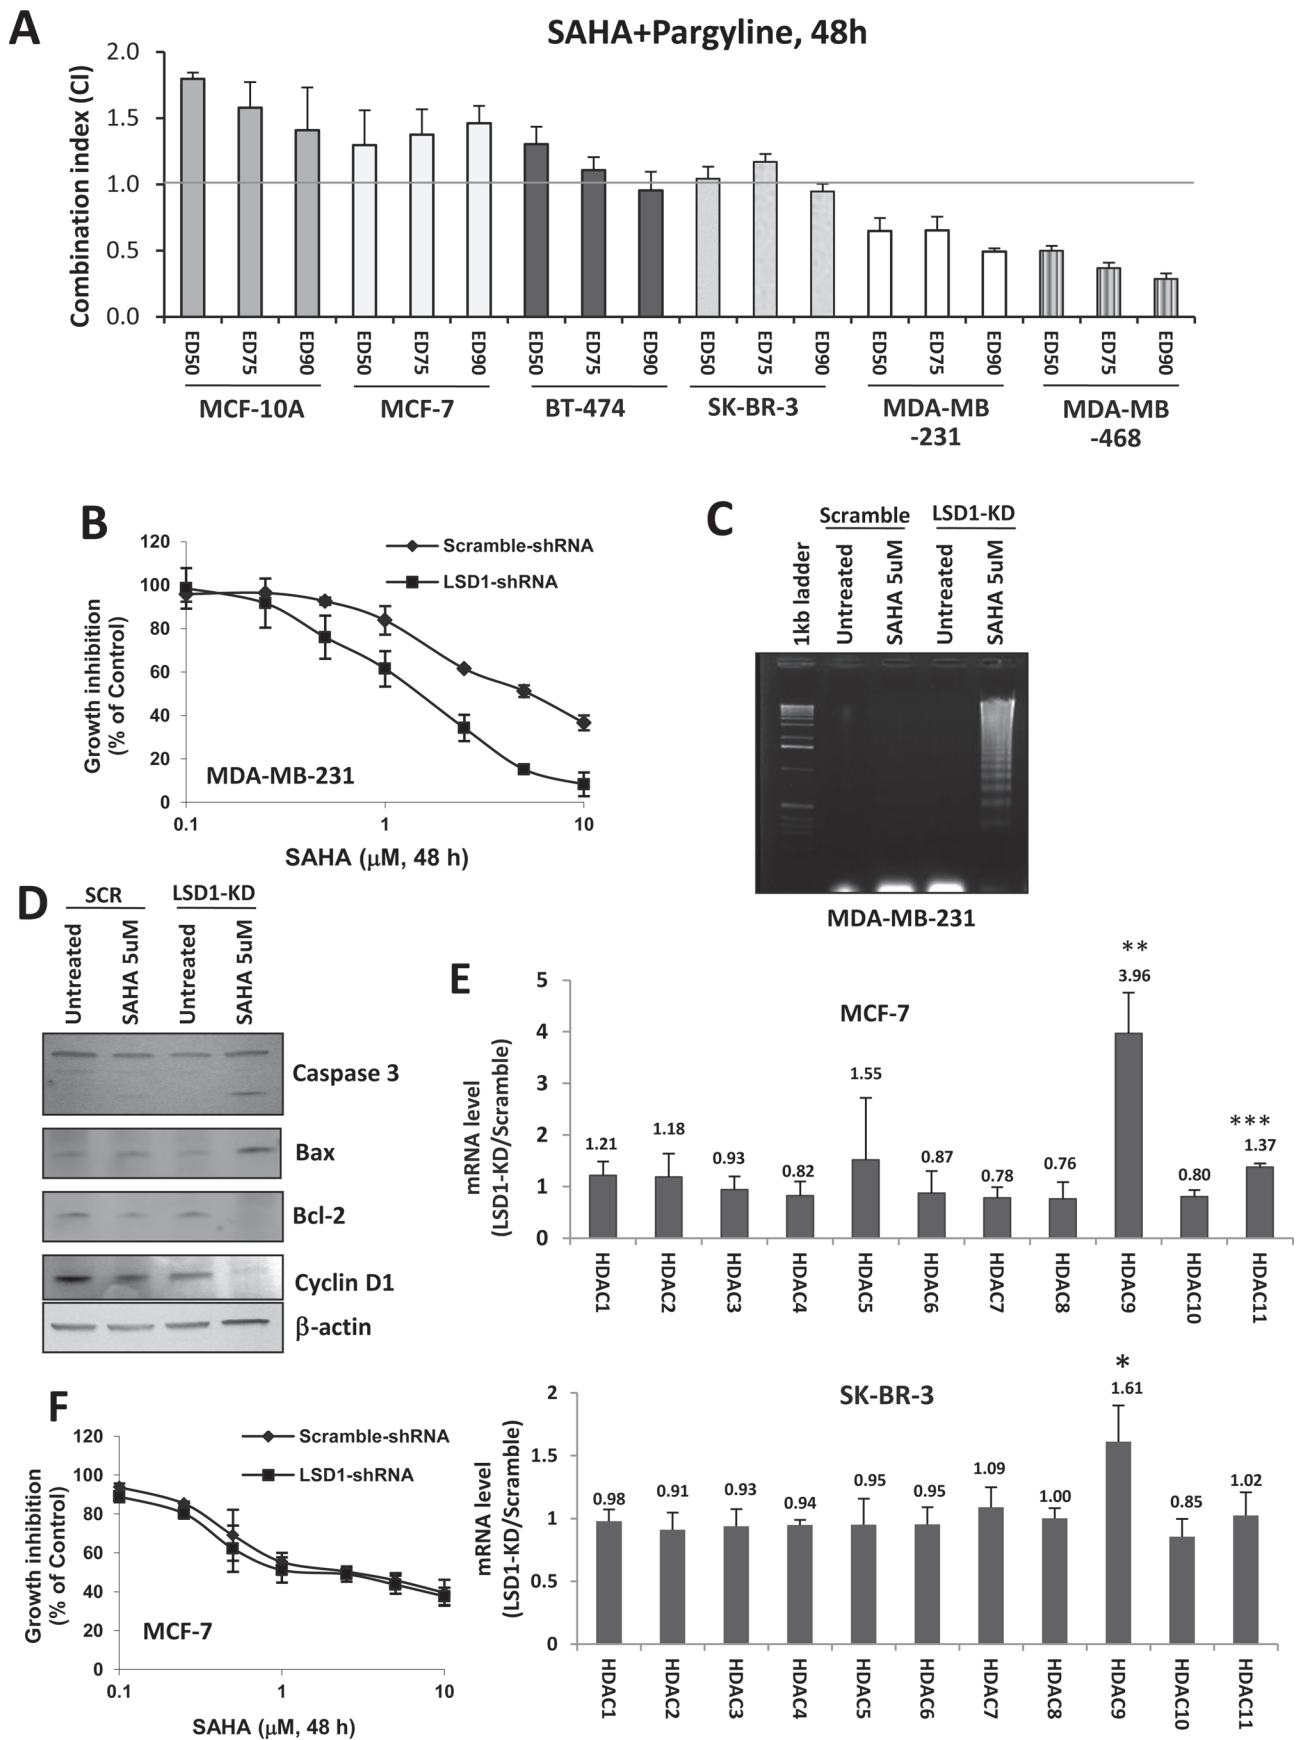 A
SAHA+Pargyline, 48h
Combination index (CI)
2.0
1.5
1.0
0.5
0.0
ED50
ED75
ED90
ED50
ED75
ED90
ED50
ED75
ED90
ED50
ED75
ED90
ED50
ED75
ED90
ED50
ED75
ED90
MCF-10A
MCF-7
BT-474
SK-BR-3
MDA-MB
-231
MDA-MB
-468
B
Growth inhibition
(% of Control)
120
100
80
60
40
20
0
Scramble-shRNA
LSD1-shRNA
MDA-MB-231
0.1
1
10
SAHA (μM, 48 h)
C
Scramble
LSD1-KD
1kb ladder
Untreated
SAHA 5uM
Untreated
SAHA 5uM
MDA-MB-231
D
SCR
LSD1-KD
Untreated
SAHA 5uM
Untreated
SAHA 5uM
Caspase 3
Bax
Bcl-2
Cyclin D1
β-actin
E
MCF-7
mRNA level
(LSD1-KD/Scramble)
5
4
3
2
1
0
1.21
1.18
0.93
0.82
1.55
0.87
0.78
0.76
**
3.96
0.80
***
1.37
HDAC1
HDAC2
HDAC3
HDAC4
HDAC5
HDAC6
HDAC7
HDAC8
HDAC9
HDAC10
HDAC11
SK-BR-3
mRNA level
(LSD1-KD/Scramble)
2
1.5
1
0.5
0
0.98
0.91
0.93
0.94
0.95
0.95
1.09
1.00
*
1.61
0.85
1.02
HDAC1
HDAC2
HDAC3
HDAC4
HDAC5
HDAC6
HDAC7
HDAC8
HDAC9
HDAC10
HDAC11
F
Growth inhibition
(% of Control)
120
100
80
60
40
20
0
Scramble-shRNA
LSD1-shRNA
MCF-7
0.1
1
10
SAHA (μM, 48 h)